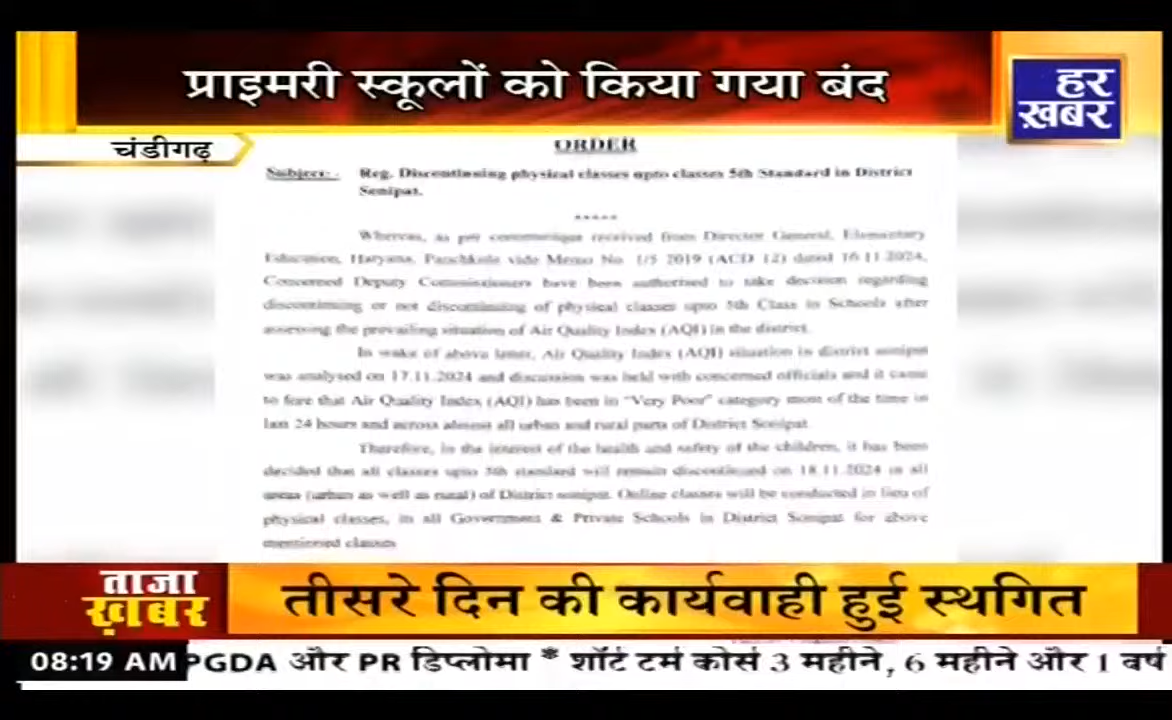 प्राइमरी स्कूलों को किया गया बंद
हर
ख़बर
चंडीगढ़
ORDER
Subject:- Reg. Discontinuing physical classes upto classes 5th Standard in District
Sonipat.
*****
Whereas, as per communique received from Director General, Elementary
Education, Haryana, Panchkula vide Memo No. 1/5 2019 (ACD 12) dated 16.11.2024,
Concerned Deputy Commissioners have been authorised to take decision regarding
discontinuing or not discontinuing of physical classes upto 5th Class in Schools after
assessing the prevailing situation of Air Quality Index (AQI) in the district.
In wake of above letter, Air Quality Index (AQI) situation in district sonipat
was analysed on 17.11.2024 and discussion was held with concerned officials and it came
to fore that Air Quality Index (AQI) has been in "Very Poor" category most of the time in
last 24 hours and across almost all urban and rural parts of District Sonipat.
Therefore, in the interest of the health and safety of the children, it has been
decided that all classes upto 5th standard will remain discontinued on 18.11.2024 in all
areas (urban as well as rural) of District sonipat. Online classes will be conducted in lieu of
physical classes, in all Government & Private Schools in District Sonipat for above
mentioned classes
ताजा
ख़बर
तीसरे दिन की कार्यवाही हुई स्थगित
08:19 AM PGDA और PR डिप्लोमा * शॉर्ट टर्म कोर्स 3 महीने, 6 महीने और 1 वर्ष